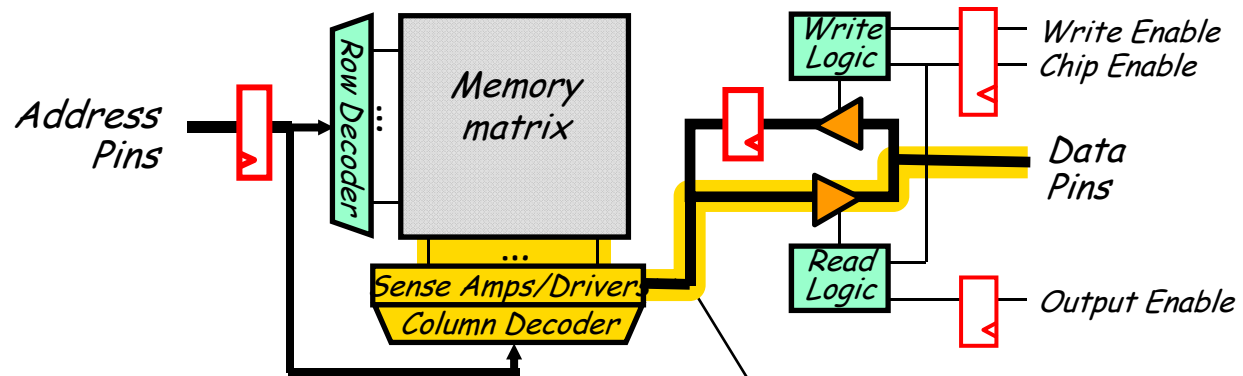 Address
Pins
Row Decoder
...
Memory
matrix
...
Sense Amps/Drivers
Column Decoder
Write
Logic
Read
Logic
Write Enable
Chip Enable
Data
Pins
Output Enable